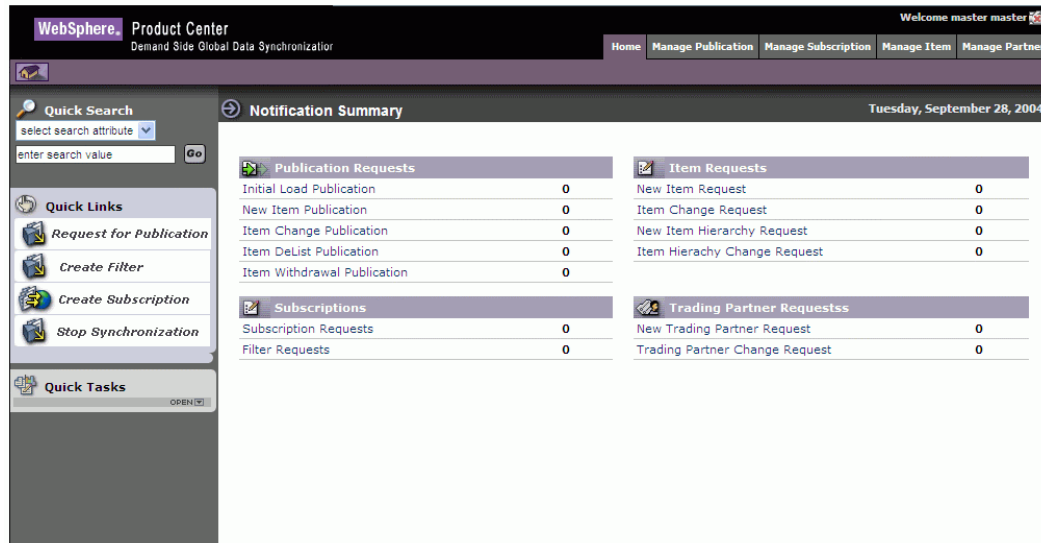 WebSphere. Product Center
Demand Side Global Data Synchronization
Welcome master master
Home Manage Publication Manage Subscription Manage Item Manage Partne
Quick Search
select search attribute
enter search value Go
Notification Summary Tuesday, September 28, 2004
Quick Links
Request for Publication
Create Filter
Create Subscription
Stop Synchronization
Quick Tasks
OPEN
Publication Requests
Initial Load Publication 0
New Item Publication 0
Item Change Publication 0
Item DeList Publication 0
Item Withdrawal Publication 0
Item Requests
New Item Request 0
Item Change Request 0
New Item Hierarchy Request 0
Item Hierachy Change Request 0
Subscriptions
Subscription Requests 0
Filter Requests 0
Trading Partner Requestss
New Trading Partner Request 0
Trading Partner Change Request 0